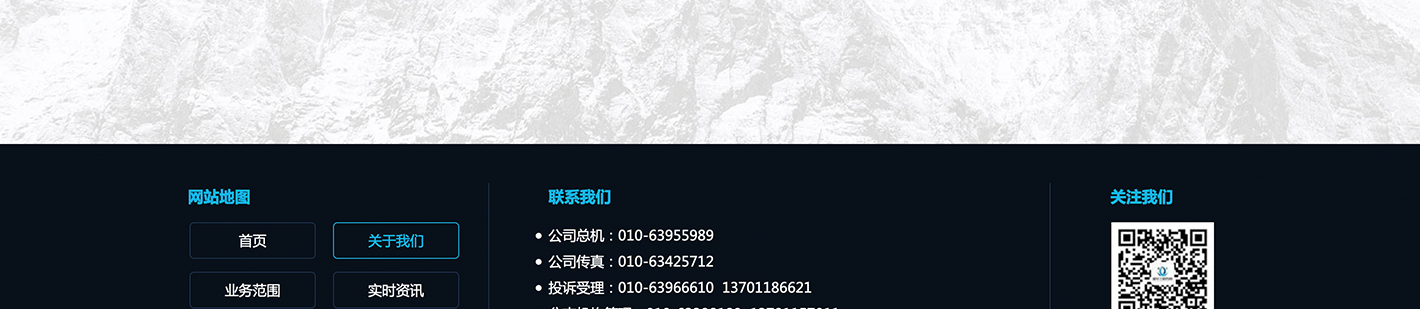 网站地图
首页
关于我们
业务范围
实时资讯
联系我们
公司总机：010-63955989
公司传真：010-63425712
投诉受理：010-63966610 13701186621
关注我们